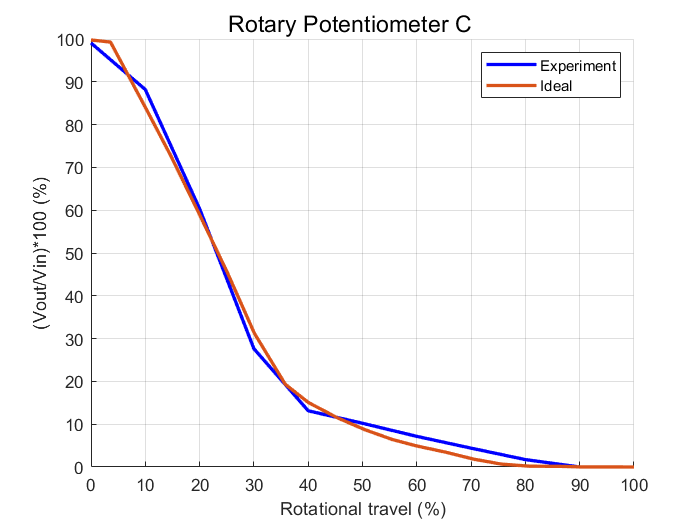 Rotary Potentiometer C
Experiment
Ideal
100
90
80
70
60
50
40
30
20
10
0
(Vout/Vin)*100 (%)
0 10 20 30 40 50 60 70 80 90 100
Rotational travel (%)